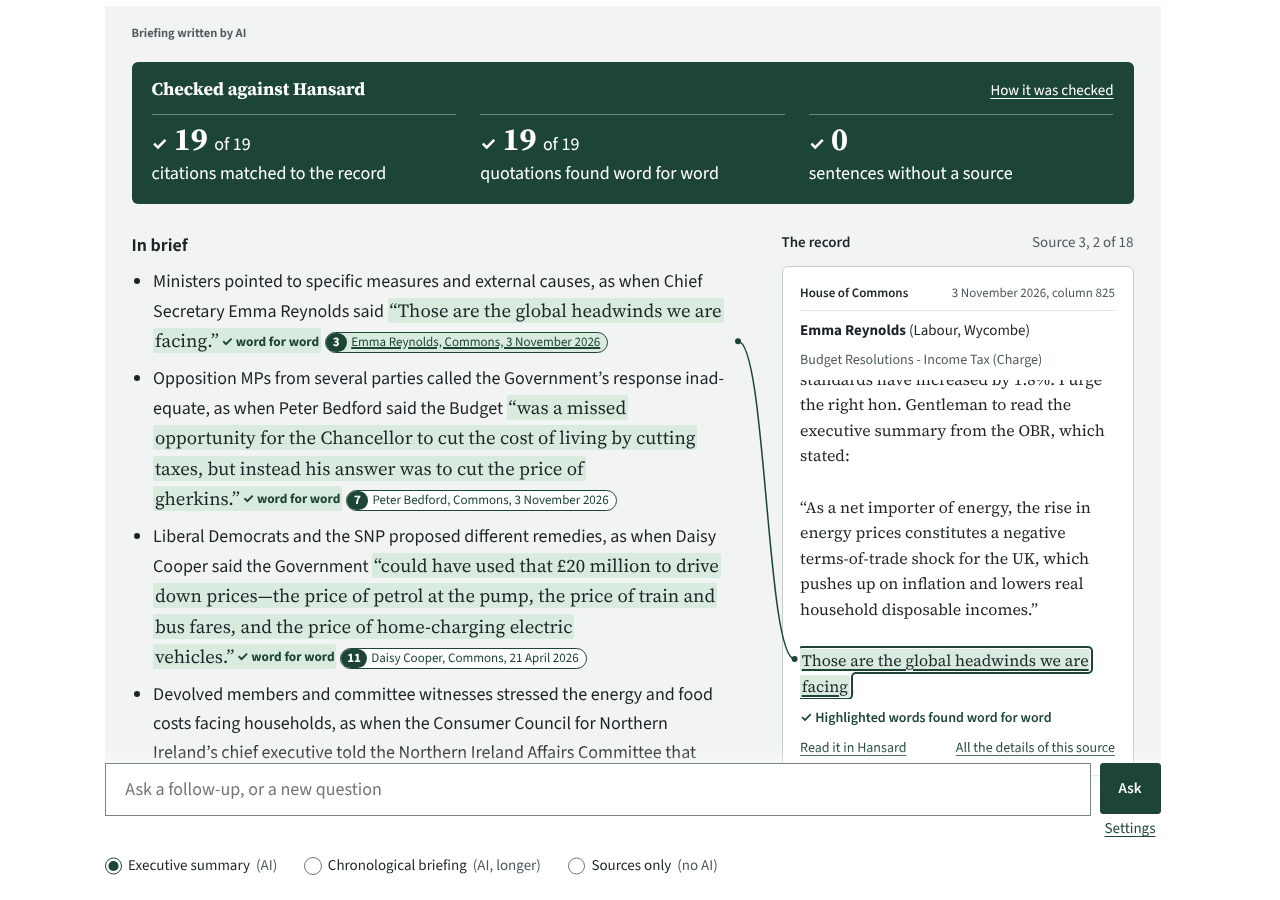 Briefing written by AI
Checked against Hansard
How it was checked
✓ 19 of 19
citations matched to the record
✓ 19 of 19
quotations found word for word
✓ 0
sentences without a source
In brief
• Ministers pointed to specific measures and external causes, as when Chief
Secretary Emma Reynolds said “Those are the global headwinds we are
facing.” ✓ word for word 3 Emma Reynolds, Commons, 3 November 2026
• Opposition MPs from several parties called the Government’s response inad-
equate, as when Peter Bedford said the Budget “was a missed
opportunity for the Chancellor to cut the cost of living by cutting
taxes, but instead his answer was to cut the price of
gherkins.” ✓ word for word 7 Peter Bedford, Commons, 3 November 2026
• Liberal Democrats and the SNP proposed different remedies, as when Daisy
Cooper said the Government “could have used that £20 million to drive
down prices—the price of petrol at the pump, the price of train and
bus fares, and the price of home-charging electric
vehicles.” ✓ word for word 11 Daisy Cooper, Commons, 21 April 2026
• Devolved members and committee witnesses stressed the energy and food
costs facing households, as when the Consumer Council for Northern
Ireland’s chief executive told the Northern Ireland Affairs Committee that
The record
Source 3, 2 of 18
House of Commons
3 November 2026, column 825
Emma Reynolds (Labour, Wycombe)
Budget Resolutions - Income Tax (Charge)
standards have increased by 1.8%. I urge
the right hon. Gentleman to read the
executive summary from the OBR, which
stated:
“As a net importer of energy, the rise in
energy prices constitutes a negative
terms-of-trade shock for the UK, which
pushes up on inflation and lowers real
household disposable incomes.”
Those are the global headwinds we are
facing
✓ Highlighted words found word for word
Read it in Hansard
All the details of this source
Ask a follow-up, or a new question
Ask
Settings
Executive summary (AI)
Chronological briefing (AI, longer)
Sources only (no AI)